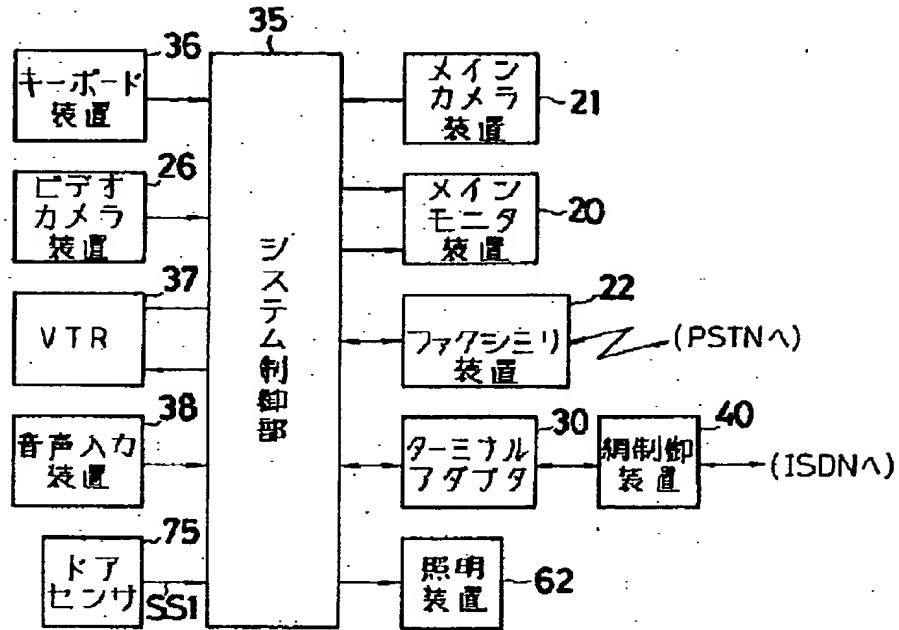 35
36
キーボード
装置
メイン
カメラ
装置
21
26
ビデオ
カメラ
装置
メイン
モニタ
装置
20
システム制御部
37
VTR
22
ファクシミリ
装置
(PSTNへ)
38
音声入力
装置
30
ターミナル
アダプタ
40
網制御
装置
(ISDNへ)
75
ドア
センサ
SS1
照明
装置
62